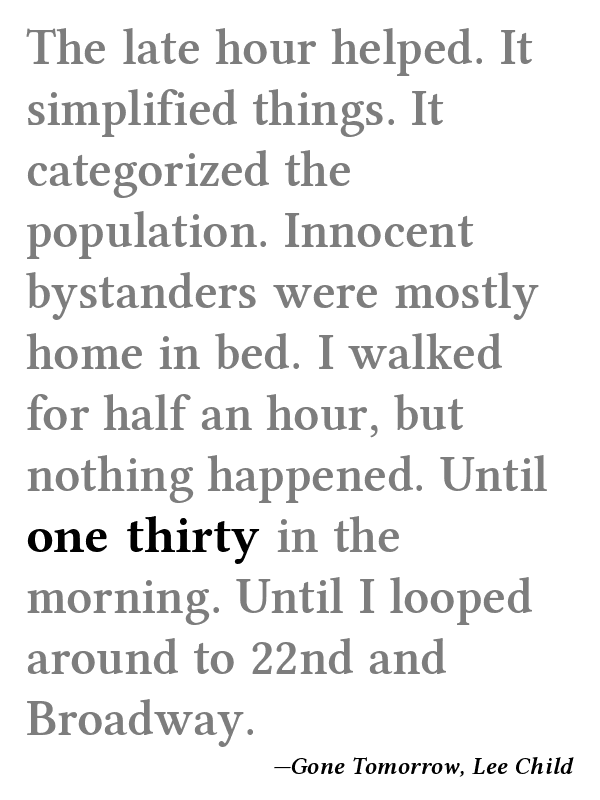 The late hour helped. It
simplified things. It
categorized the
population. Innocent
bystanders were mostly
home in bed. I walked
for half an hour, but
nothing happened. Until
one thirty in the
morning. Until I looped
around to 22nd and
Broadway.
—Gone Tomorrow, Lee Child